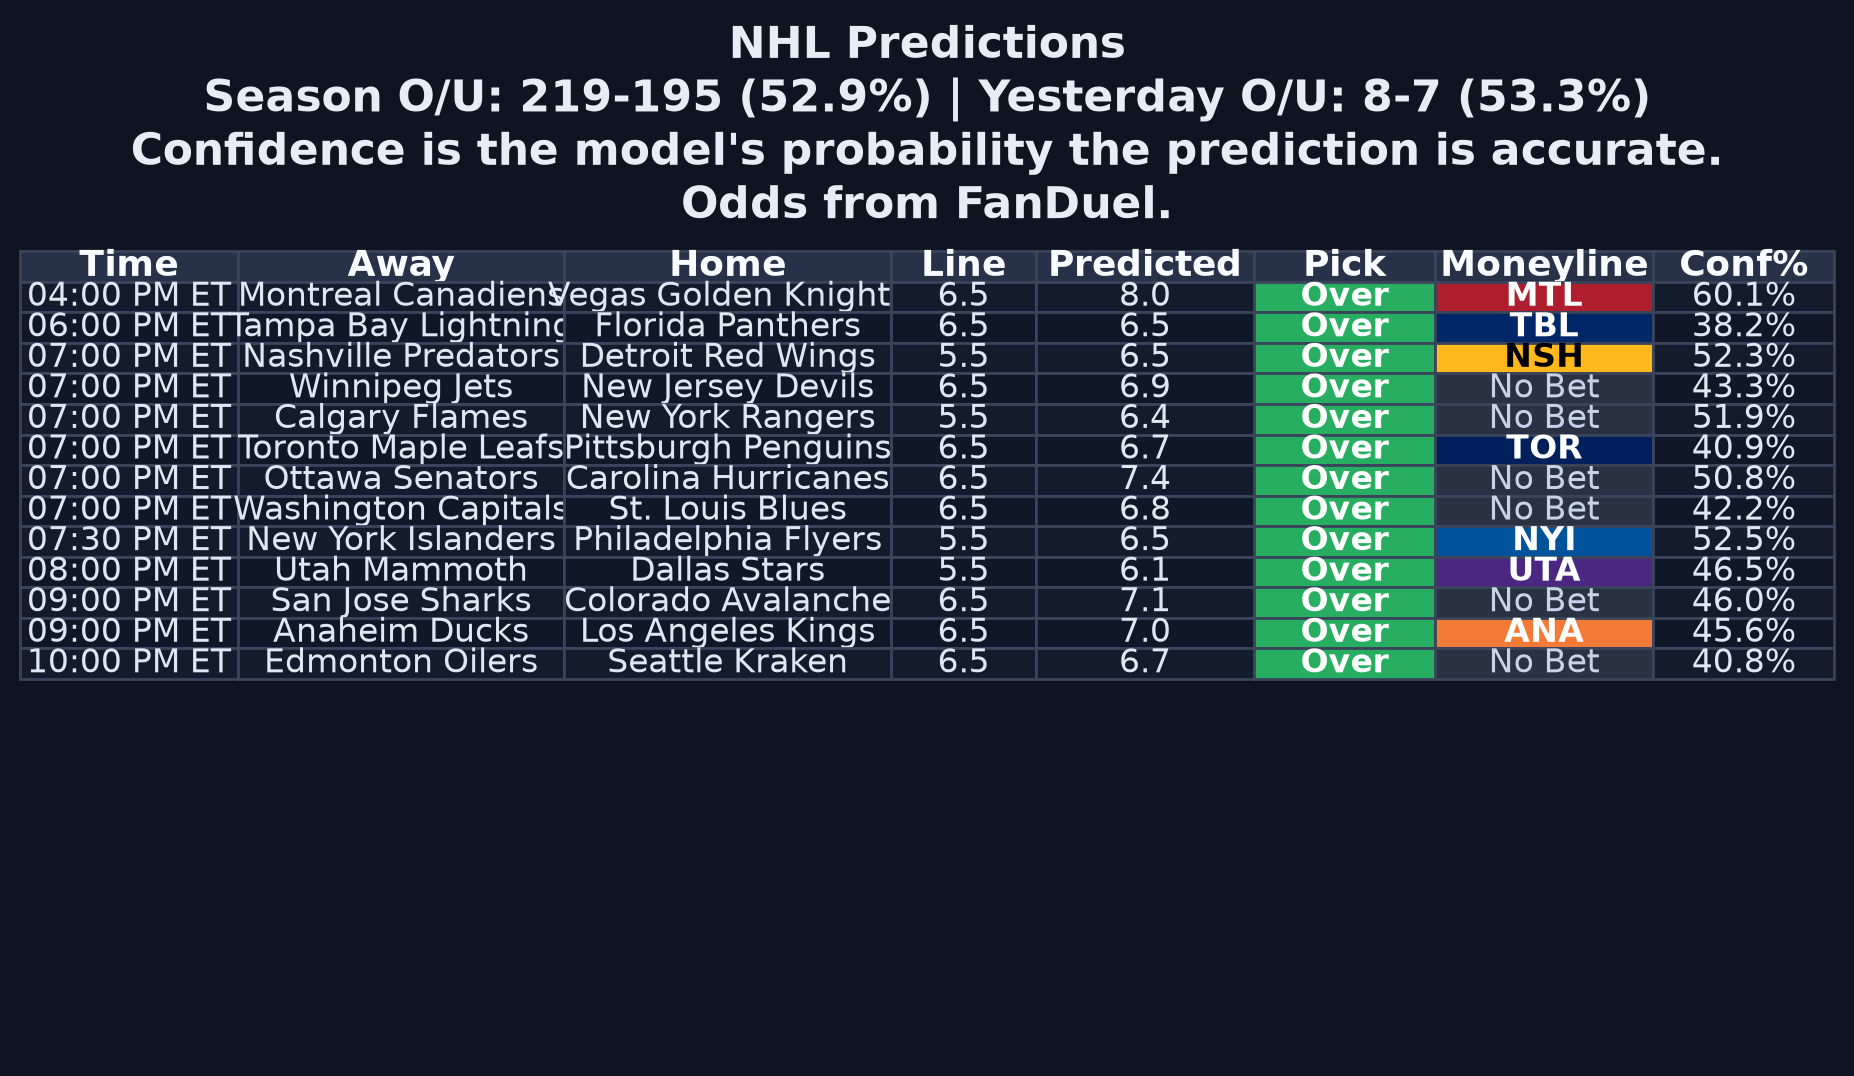 NHL Predictions
Season O/U: 219-195 (52.9%) | Yesterday O/U: 8-7 (53.3%)
Confidence is the model's probability the prediction is accurate.
Odds from FanDuel.
Time Away Home Line Predicted Pick Moneyline Conf%
04:00 PM ET Montreal Canadiens Vegas Golden Knight 6.5 8.0 Over MTL 60.1%
06:00 PM ET Tampa Bay Lightning Florida Panthers 6.5 6.5 Over TBL 38.2%
07:00 PM ET Nashville Predators Detroit Red Wings 5.5 6.5 Over NSH 52.3%
07:00 PM ET Winnipeg Jets New Jersey Devils 6.5 6.9 Over No Bet 43.3%
07:00 PM ET Calgary Flames New York Rangers 5.5 6.4 Over No Bet 51.9%
07:00 PM ET Toronto Maple Leafs Pittsburgh Penguins 6.5 6.7 Over TOR 40.9%
07:00 PM ET Ottawa Senators Carolina Hurricanes 6.5 7.4 Over No Bet 50.8%
07:00 PM ET Washington Capitals St. Louis Blues 6.5 6.8 Over No Bet 42.2%
07:30 PM ET New York Islanders Philadelphia Flyers 5.5 6.5 Over NYI 52.5%
08:00 PM ET Utah Mammoth Dallas Stars 5.5 6.1 Over UTA 46.5%
09:00 PM ET San Jose Sharks Colorado Avalanche 6.5 7.1 Over No Bet 46.0%
09:00 PM ET Anaheim Ducks Los Angeles Kings 6.5 7.0 Over ANA 45.6%
10:00 PM ET Edmonton Oilers Seattle Kraken 6.5 6.7 Over No Bet 40.8%